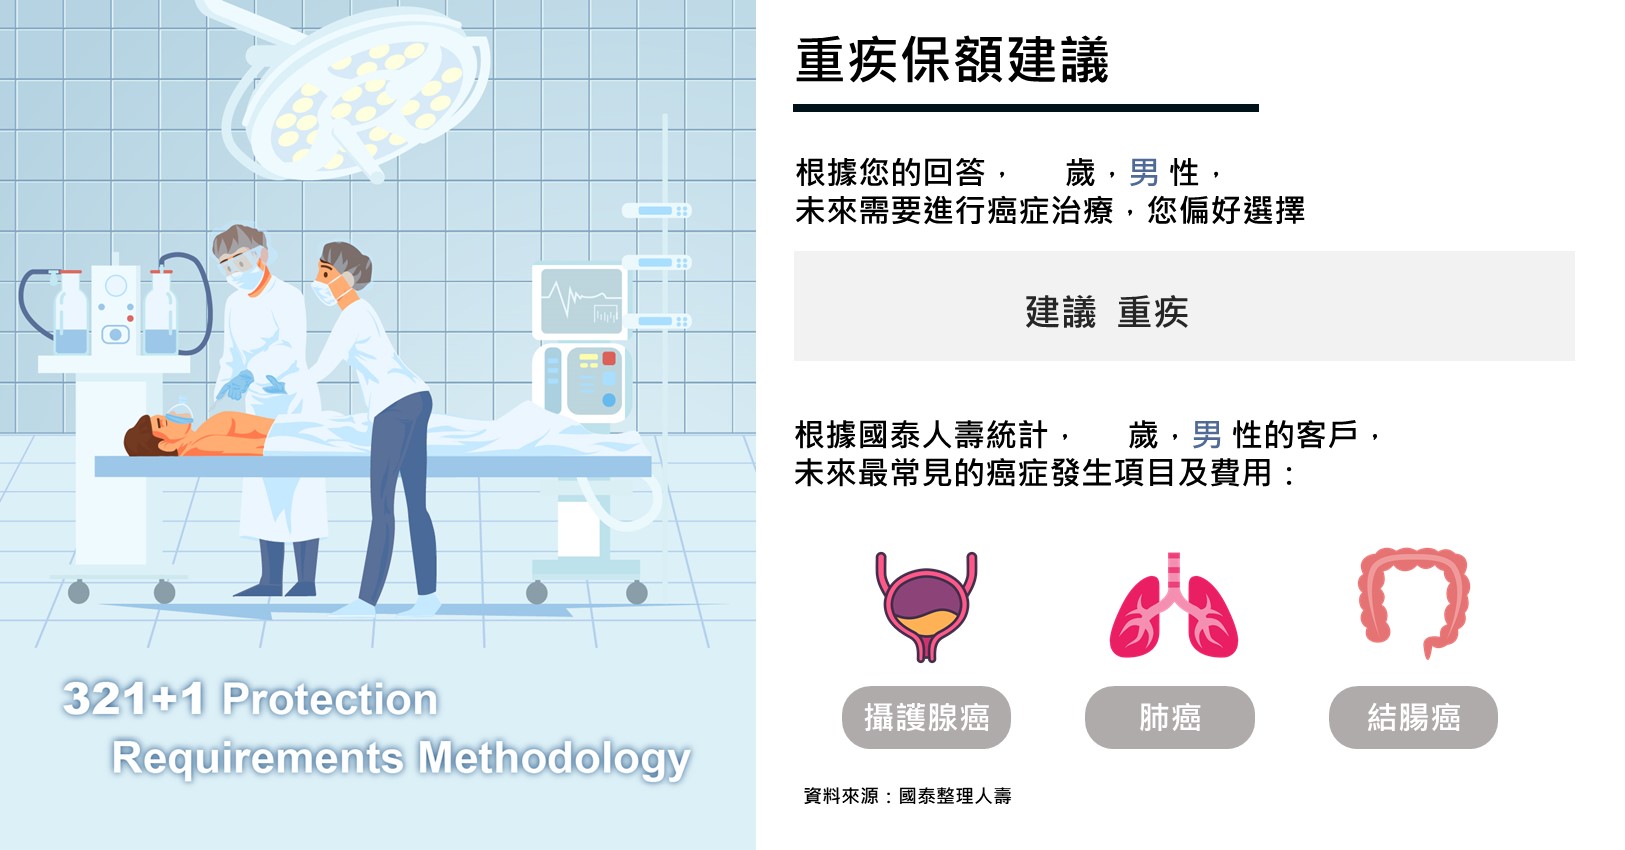 321+1 Protection
Requirements Methodology
重疾保額建議
根據您的回答， 歲，男 性，
未來需要進行癌症治療，您偏好選擇
建議 重疾
根據國泰人壽統計， 歲，男 性的客戶，
未來最常見的癌症發生項目及費用：
攝護腺癌
肺癌
結腸癌
資料來源：國泰整理人壽